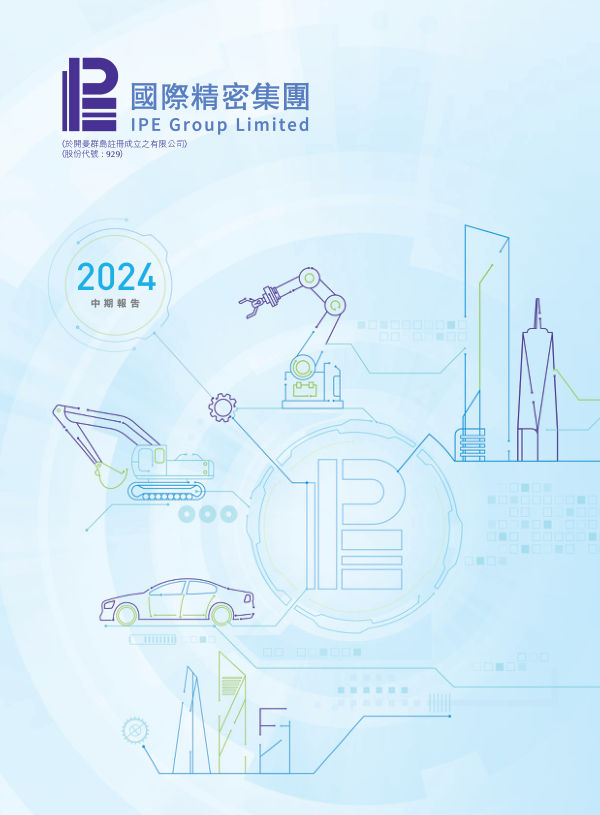 國際精密集團
IPE Group Limited
(於開曼群島註冊成立之有限公司)
(股份代號：929)
2024
中期報告